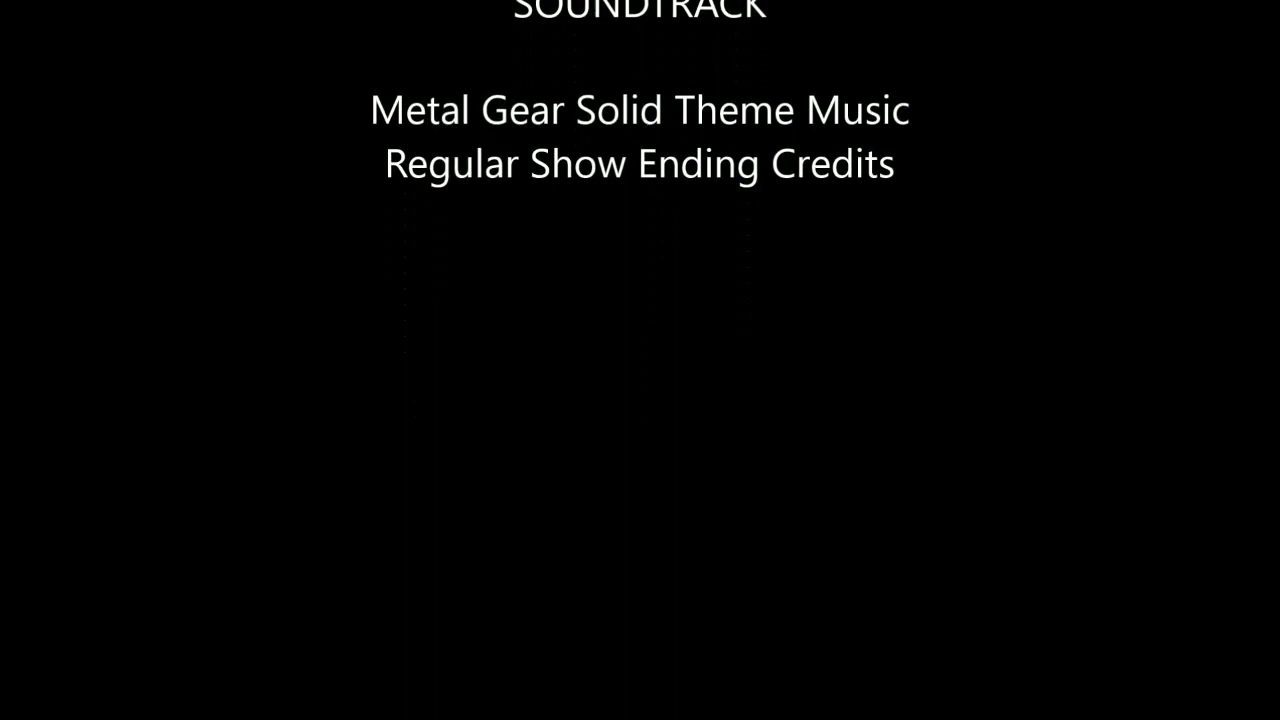 SOUNDTRACK
Metal Gear Solid Theme Music
Regular Show Ending Credits